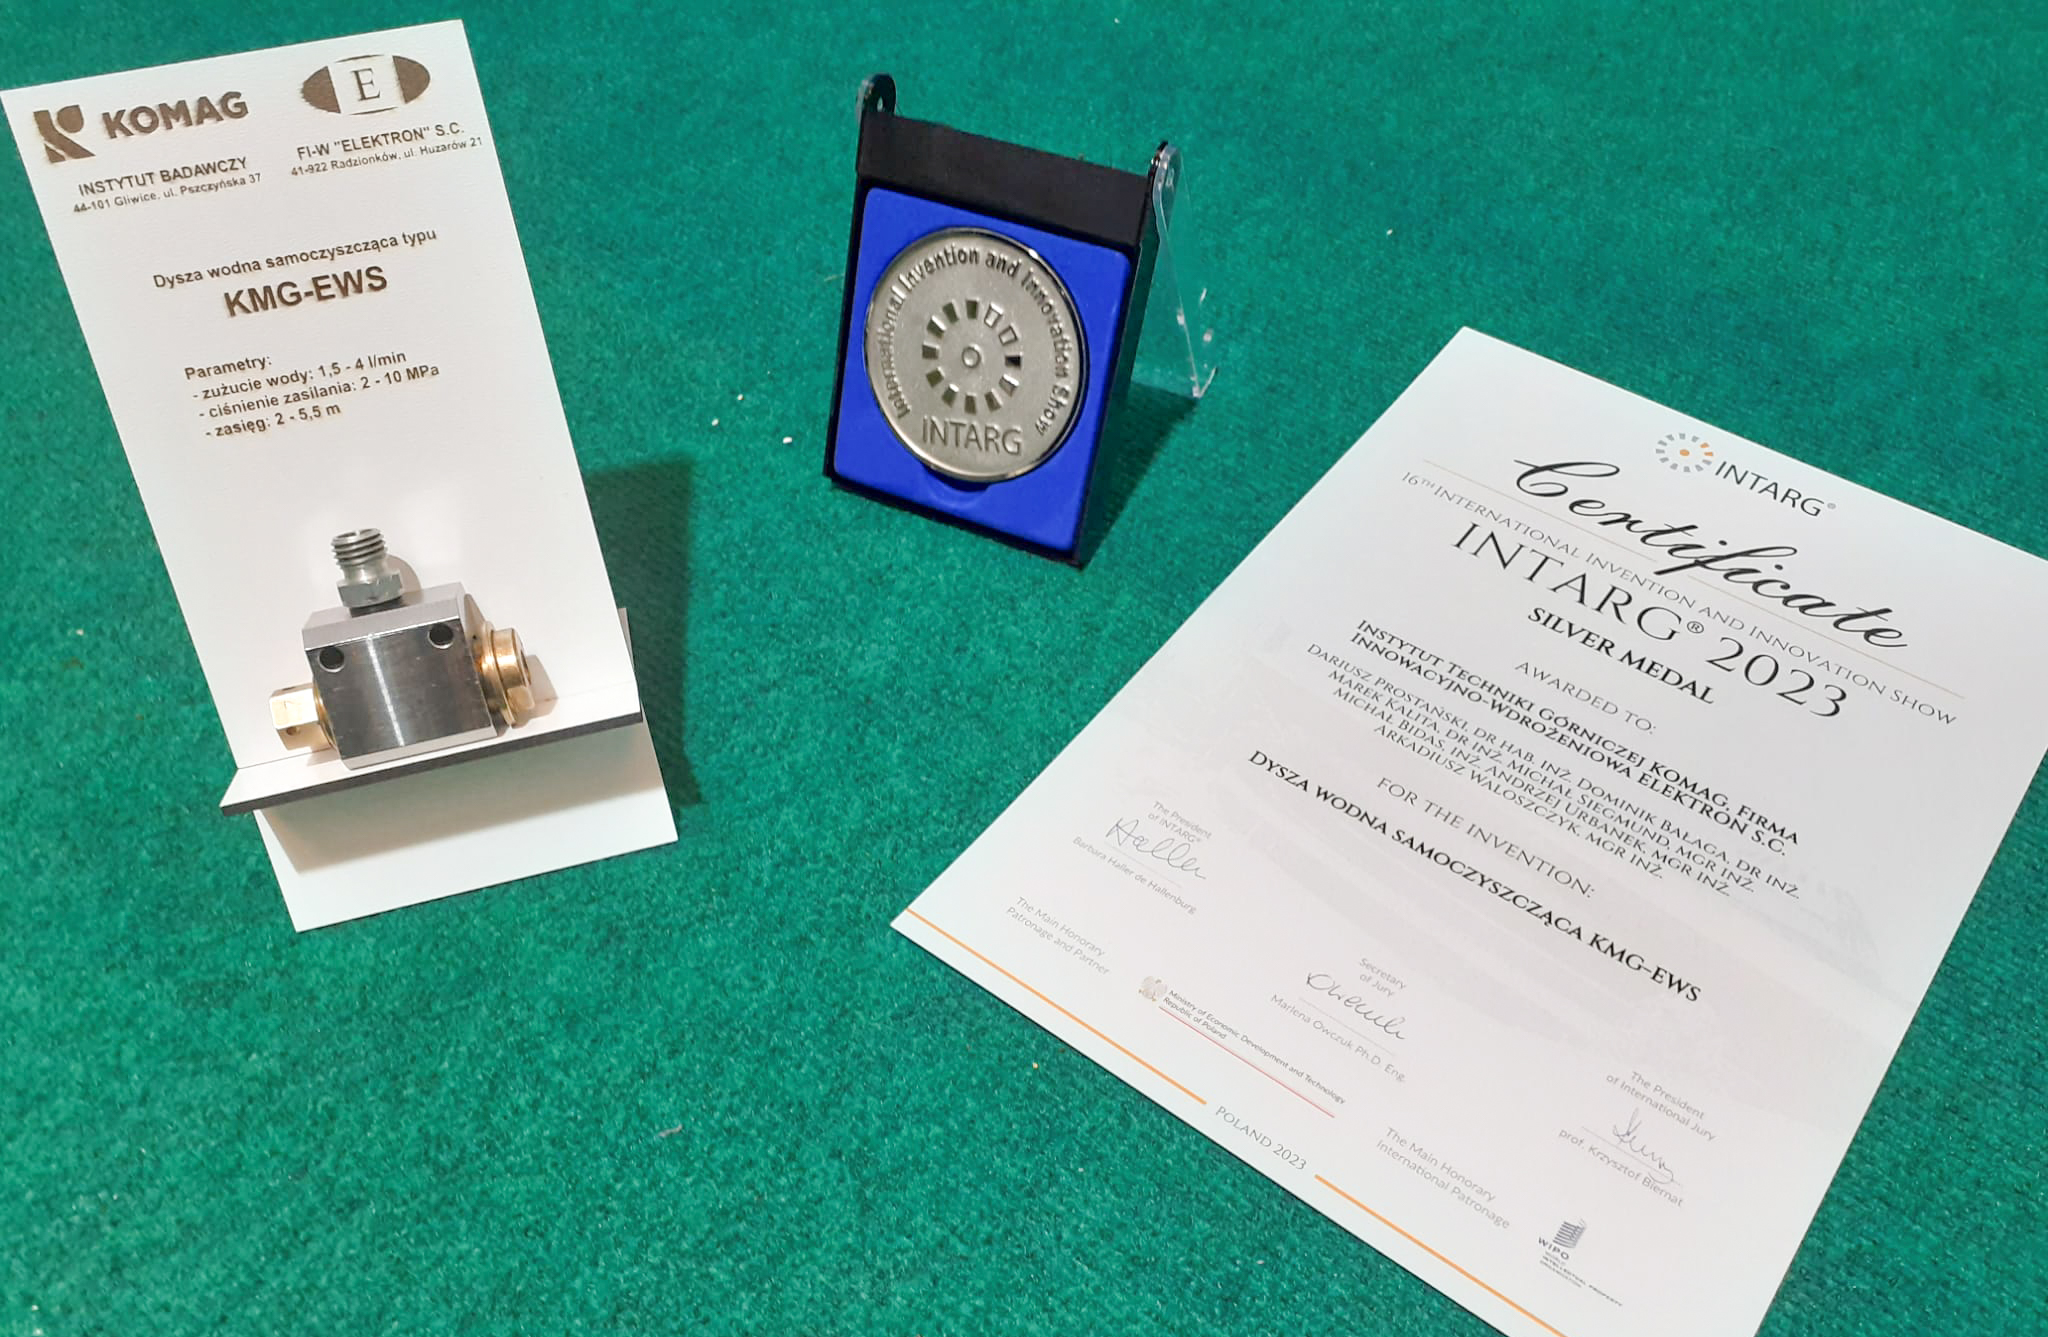 KOMAG
INSTYTUT BADAWCZY
44-101 Gliwice, ul. Pszczyńska 37
E
FI-W "ELEKTRON" S.C.
41-922 Radzionków, ul. Huzarów 21
Dysza wodna samoczyszcząca typu
KMG-EWS
Parametry:
- zużucie wody: 1,5 - 4 l/min
- ciśnienie zasilania: 2 - 10 MPa
- zasięg: 2 - 5,5 m
International Invention and Innovation Show
INTARG
INTARG®
Certificate
16TH INTERNATIONAL INVENTION AND INNOVATION SHOW
INTARG® 2023
SILVER MEDAL
AWARDED TO:
INSTYTUT TECHNIKI GÓRNICZEJ KOMAG, FIRMA
INNOWACYJNO-WDROŻENIOWA ELEKTRON S.C.
DARIUSZ PROSTAŃSKI, DR HAB. INŻ. DOMINIK BAŁAGA, DR INŻ.
MAREK KALITA, DR INŻ. MICHAŁ SIEGMUND, MGR INŻ.
MICHAŁ BIDAS, INŻ. ANDRZEJ URBANEK, MGR INŻ.
ARKADIUSZ WALOSZCZYK, MGR INŻ.
FOR THE INVENTION:
DYSZA WODNA SAMOCZYSZCZĄCA KMG-EWS
The President
of INTARG®
Barbara Haller de Hallenburg
Secretary
of Jury
Marlena Owczuk Ph.D. Eng.
The President
of International Jury
prof. Krzysztof Biernat
The Main Honorary
Patronage and Partner
Ministry of Economic Development and Technology
Republic of Poland
The Main Honorary
International Patronage
WIPO
WORLD
INTELLECTUAL PROPERTY
ORGANIZATION
POLAND 2023